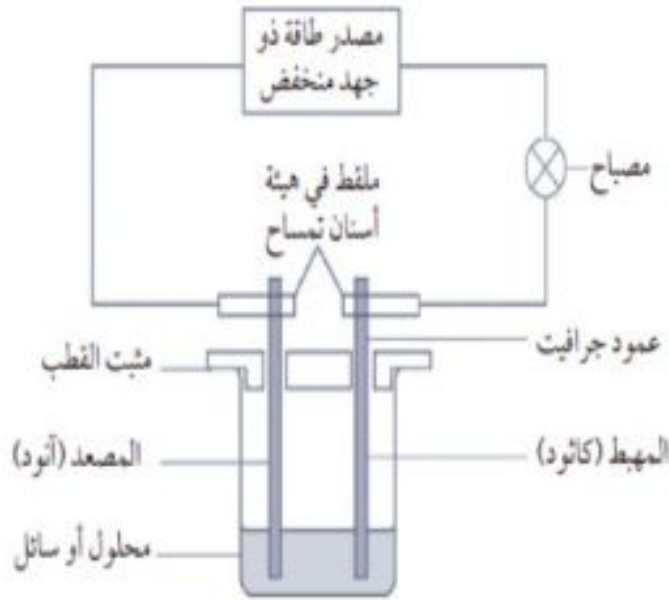 مصدر طاقة ذو
جهد منخفض
مصباح
ملقط في هيئة
أسنان تمساح
عمود جرافيت
مثبت القطب
المهبط (كاثود)
المصعد (آنود)
محلول أو سائل